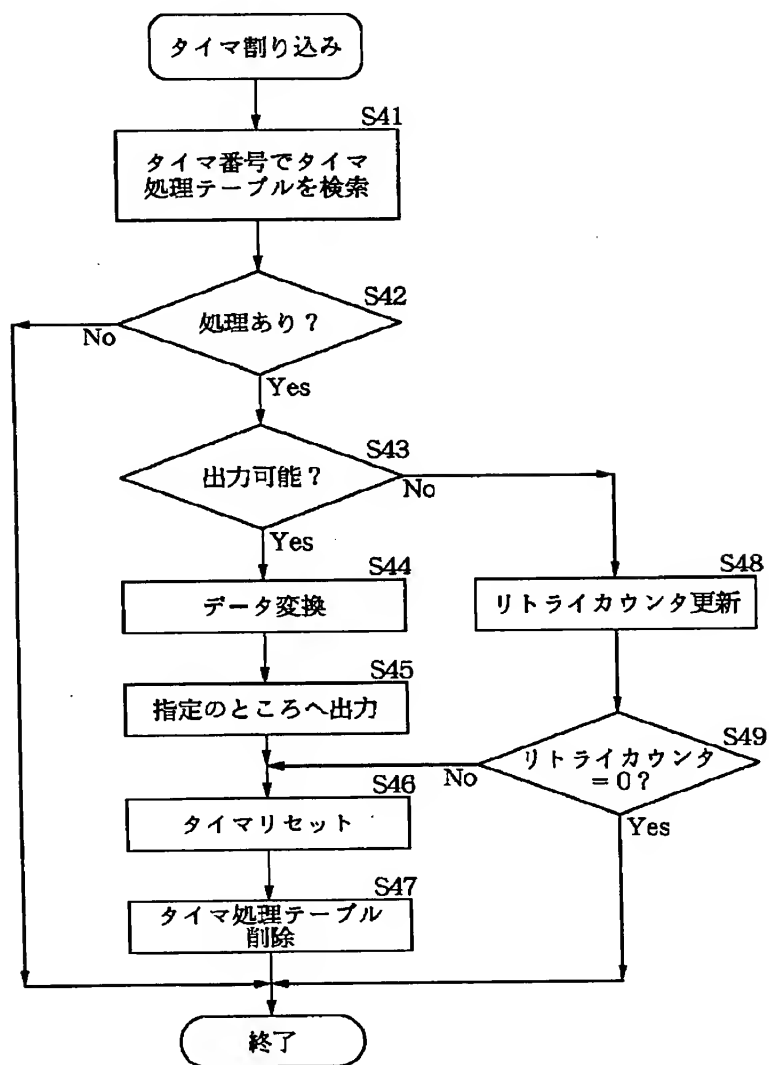 タイマ割り込み
S41
タイマ番号でタイマ
処理テーブルを検索
S42
処理あり?
No
Yes
S43
出力可能?
No
Yes
S44
データ変換
S48
リトライカウンタ更新
S45
指定のところへ出力
S49
リトライカウンタ
=0?
No
Yes
S46
タイマリセット
S47
タイマ処理テーブル
削除
終了